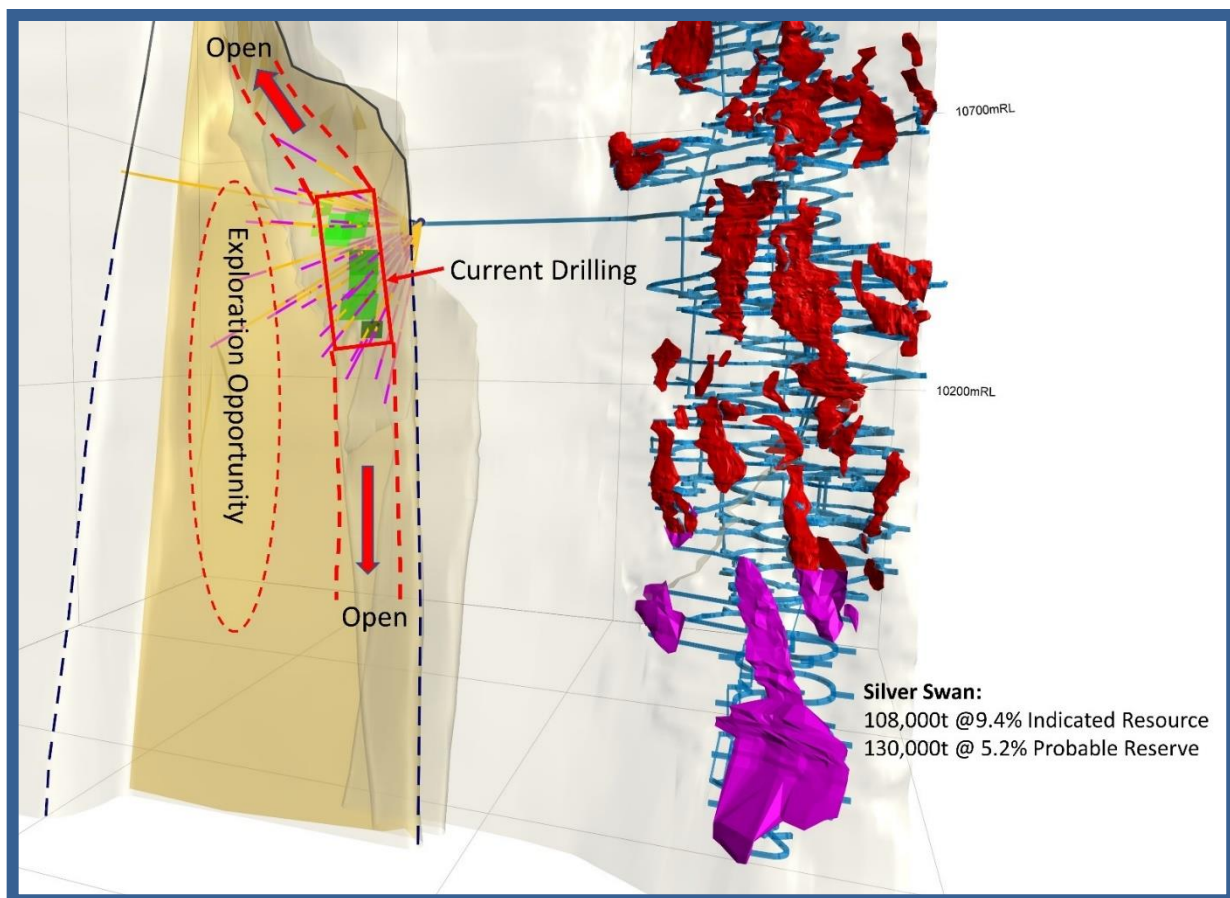 Open
10700mRL
Current Drilling
Exploration Opportunity
10200mRL
Open
Silver Swan:
108,000t @9.4% Indicated Resource
130,000t @ 5.2% Probable Reserve